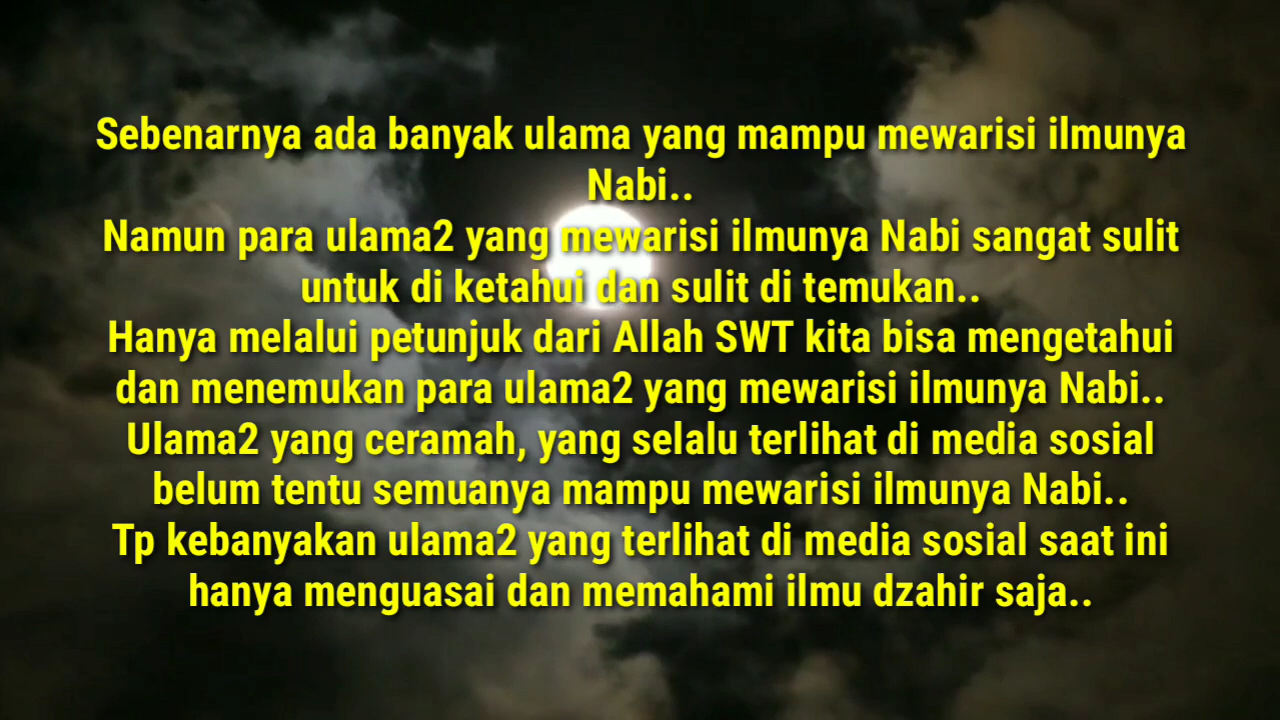 Sebenarnya ada banyak ulama yang mampu mewarisi ilmunya
Nabi..
Namun para ulama2 yang mewarisi ilmunya Nabi sangat sulit
untuk di ketahui dan sulit di temukan..
Hanya melalui petunjuk dari Allah SWT kita bisa mengetahui
dan menemukan para ulama2 yang mewarisi ilmunya Nabi..
Ulama2 yang ceramah, yang selalu terlihat di media sosial
belum tentu semuanya mampu mewarisi ilmunya Nabi..
Tp kebanyakan ulama2 yang terlihat di media sosial saat ini
hanya menguasai dan memahami ilmu dzahir saja..